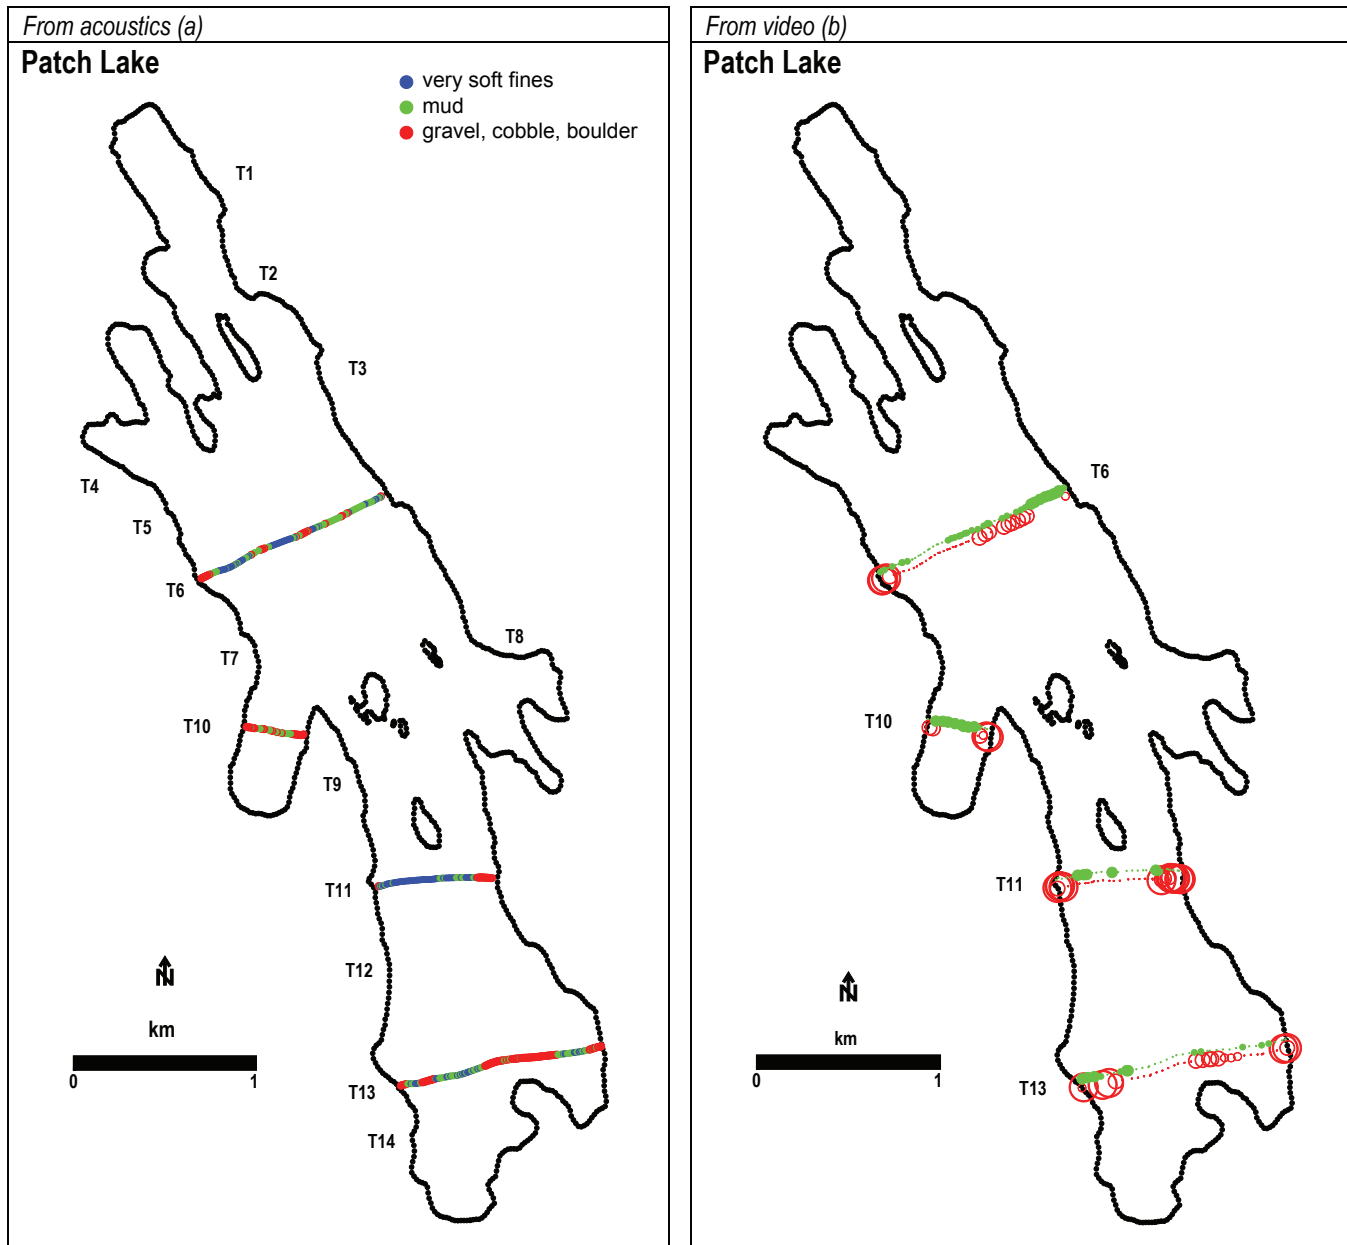 From acoustics (a)
Patch Lake
very soft fines
mud
gravel, cobble, boulder
T1
T2
T3
T4
T5
T6
T7
T8
T10
T9
T11
T12
N
km
0 1
T13
T14
From video (b)
Patch Lake
T6
T10
T11
N
km
0 1
T13